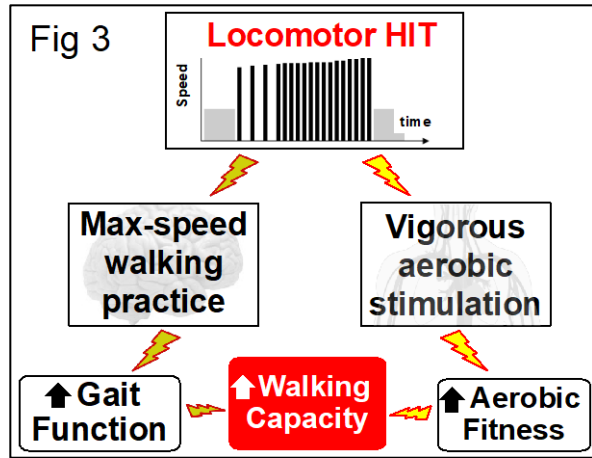 Fig 3
Locomotor HIT
Speed
time
Max-speed
walking
practice
Vigorous
aerobic
stimulation
Gait
Function
Walking
Capacity
Aerobic
Fitness